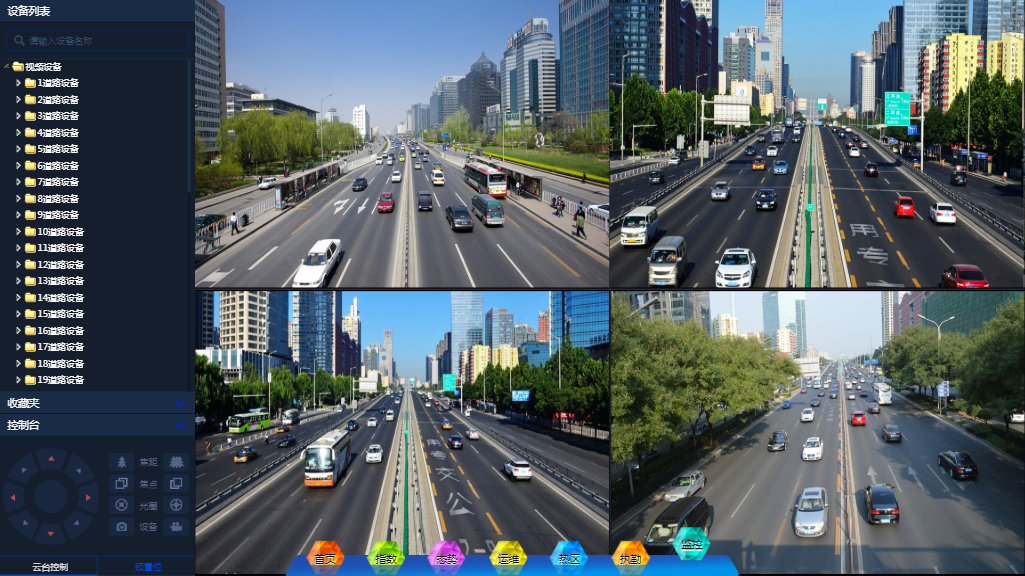 设备列表
请输入设备名称
视频设备
1道路设备
2道路设备
3道路设备
4道路设备
5道路设备
6道路设备
7道路设备
8道路设备
9道路设备
10道路设备
11道路设备
12道路设备
13道路设备
14道路设备
15道路设备
16道路设备
17道路设备
18道路设备
19道路设备
收藏夹
控制台
焦距
焦点
光圈
设备
云台控制
预置位
首页
指数
态势
运维
热区
执勤
监控
用
专
交
公